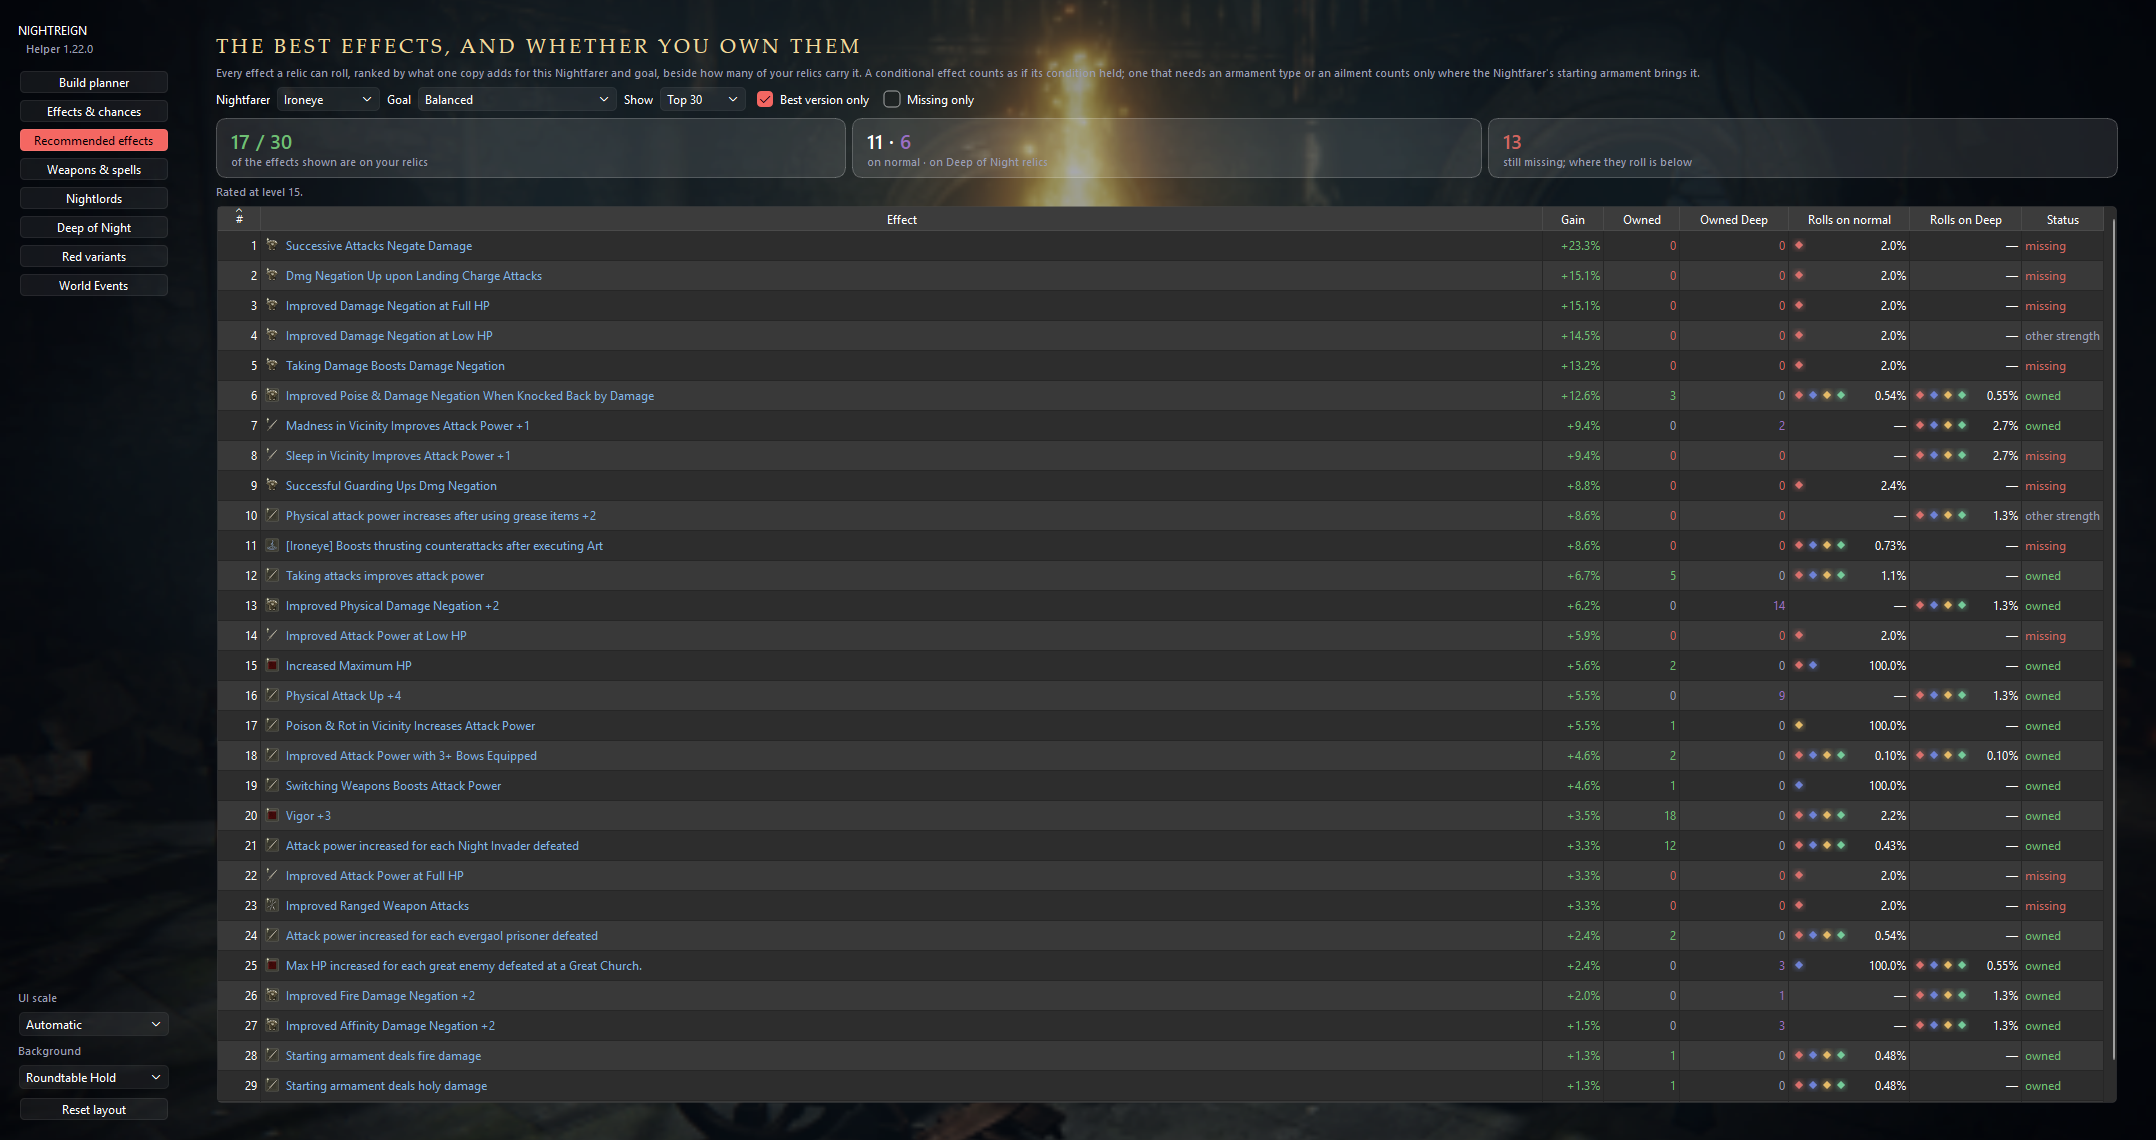 NIGHTREIGN
Helper 1.22.0
Build planner
Effects & chances
Recommended effects
Weapons & spells
Nightlords
Deep of Night
Red variants
World Events
UI scale
Automatic
Background
Roundtable Hold
Reset layout
THE BEST EFFECTS, AND WHETHER YOU OWN THEM
Every effect a relic can roll, ranked by what one copy adds for this Nightfarer and goal, beside how many of your relics carry it. A conditional effect counts as if its condition held; one that needs an armament type or an ailment counts only where the Nightfarer's starting armament brings it.
Nightfarer Ironeye Goal Balanced Show Top 30 Best version only Missing only
17 / 30
of the effects shown are on your relics
11 · 6
on normal · on Deep of Night relics
13
still missing; where they roll is below
Rated at level 15.
# Effect Gain Owned Owned Deep Rolls on normal Rolls on Deep Status
1 Successive Attacks Negate Damage +23.3% 0 0 2.0% — missing
2 Dmg Negation Up upon Landing Charge Attacks +15.1% 0 0 2.0% — missing
3 Improved Damage Negation at Full HP +15.1% 0 0 2.0% — missing
4 Improved Damage Negation at Low HP +14.5% 0 0 2.0% — other strength
5 Taking Damage Boosts Damage Negation +13.2% 0 0 2.0% — missing
6 Improved Poise & Damage Negation When Knocked Back by Damage +12.6% 3 0 0.54% 0.55% owned
7 Madness in Vicinity Improves Attack Power +1 +9.4% 0 2 — 2.7% owned
8 Sleep in Vicinity Improves Attack Power +1 +9.4% 0 0 — 2.7% missing
9 Successful Guarding Ups Dmg Negation +8.8% 0 0 2.4% — missing
10 Physical attack power increases after using grease items +2 +8.6% 0 0 — 1.3% other strength
11 [Ironeye] Boosts thrusting counterattacks after executing Art +8.6% 0 0 0.73% — missing
12 Taking attacks improves attack power +6.7% 5 0 1.1% — owned
13 Improved Physical Damage Negation +2 +6.2% 0 14 — 1.3% owned
14 Improved Attack Power at Low HP +5.9% 0 0 2.0% — missing
15 Increased Maximum HP +5.6% 2 0 100.0% — owned
16 Physical Attack Up +4 +5.5% 0 9 — 1.3% owned
17 Poison & Rot in Vicinity Increases Attack Power +5.5% 1 0 100.0% — owned
18 Improved Attack Power with 3+ Bows Equipped +4.6% 2 0 0.10% 0.10% owned
19 Switching Weapons Boosts Attack Power +4.6% 1 0 100.0% — owned
20 Vigor +3 +3.5% 18 0 2.2% — owned
21 Attack power increased for each Night Invader defeated +3.3% 12 0 0.43% — owned
22 Improved Attack Power at Full HP +3.3% 0 0 2.0% — missing
23 Improved Ranged Weapon Attacks +3.3% 0 0 2.0% — missing
24 Attack power increased for each evergaol prisoner defeated +2.4% 2 0 0.54% — owned
25 Max HP increased for each great enemy defeated at a Great Church. +2.4% 0 3 100.0% 0.55% owned
26 Improved Fire Damage Negation +2 +2.0% 0 1 — 1.3% owned
27 Improved Affinity Damage Negation +2 +1.5% 0 3 — 1.3% owned
28 Starting armament deals fire damage +1.3% 1 0 0.48% — owned
29 Starting armament deals holy damage +1.3% 1 0 0.48% — owned